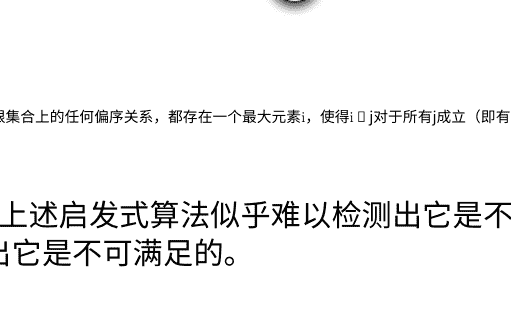 限集合上的任何偏序关系，都存在一个最大元素i，使得i j对于所有j成立（即有
上述启发式算法似乎难以检测出它是不
出它是不可满足的。